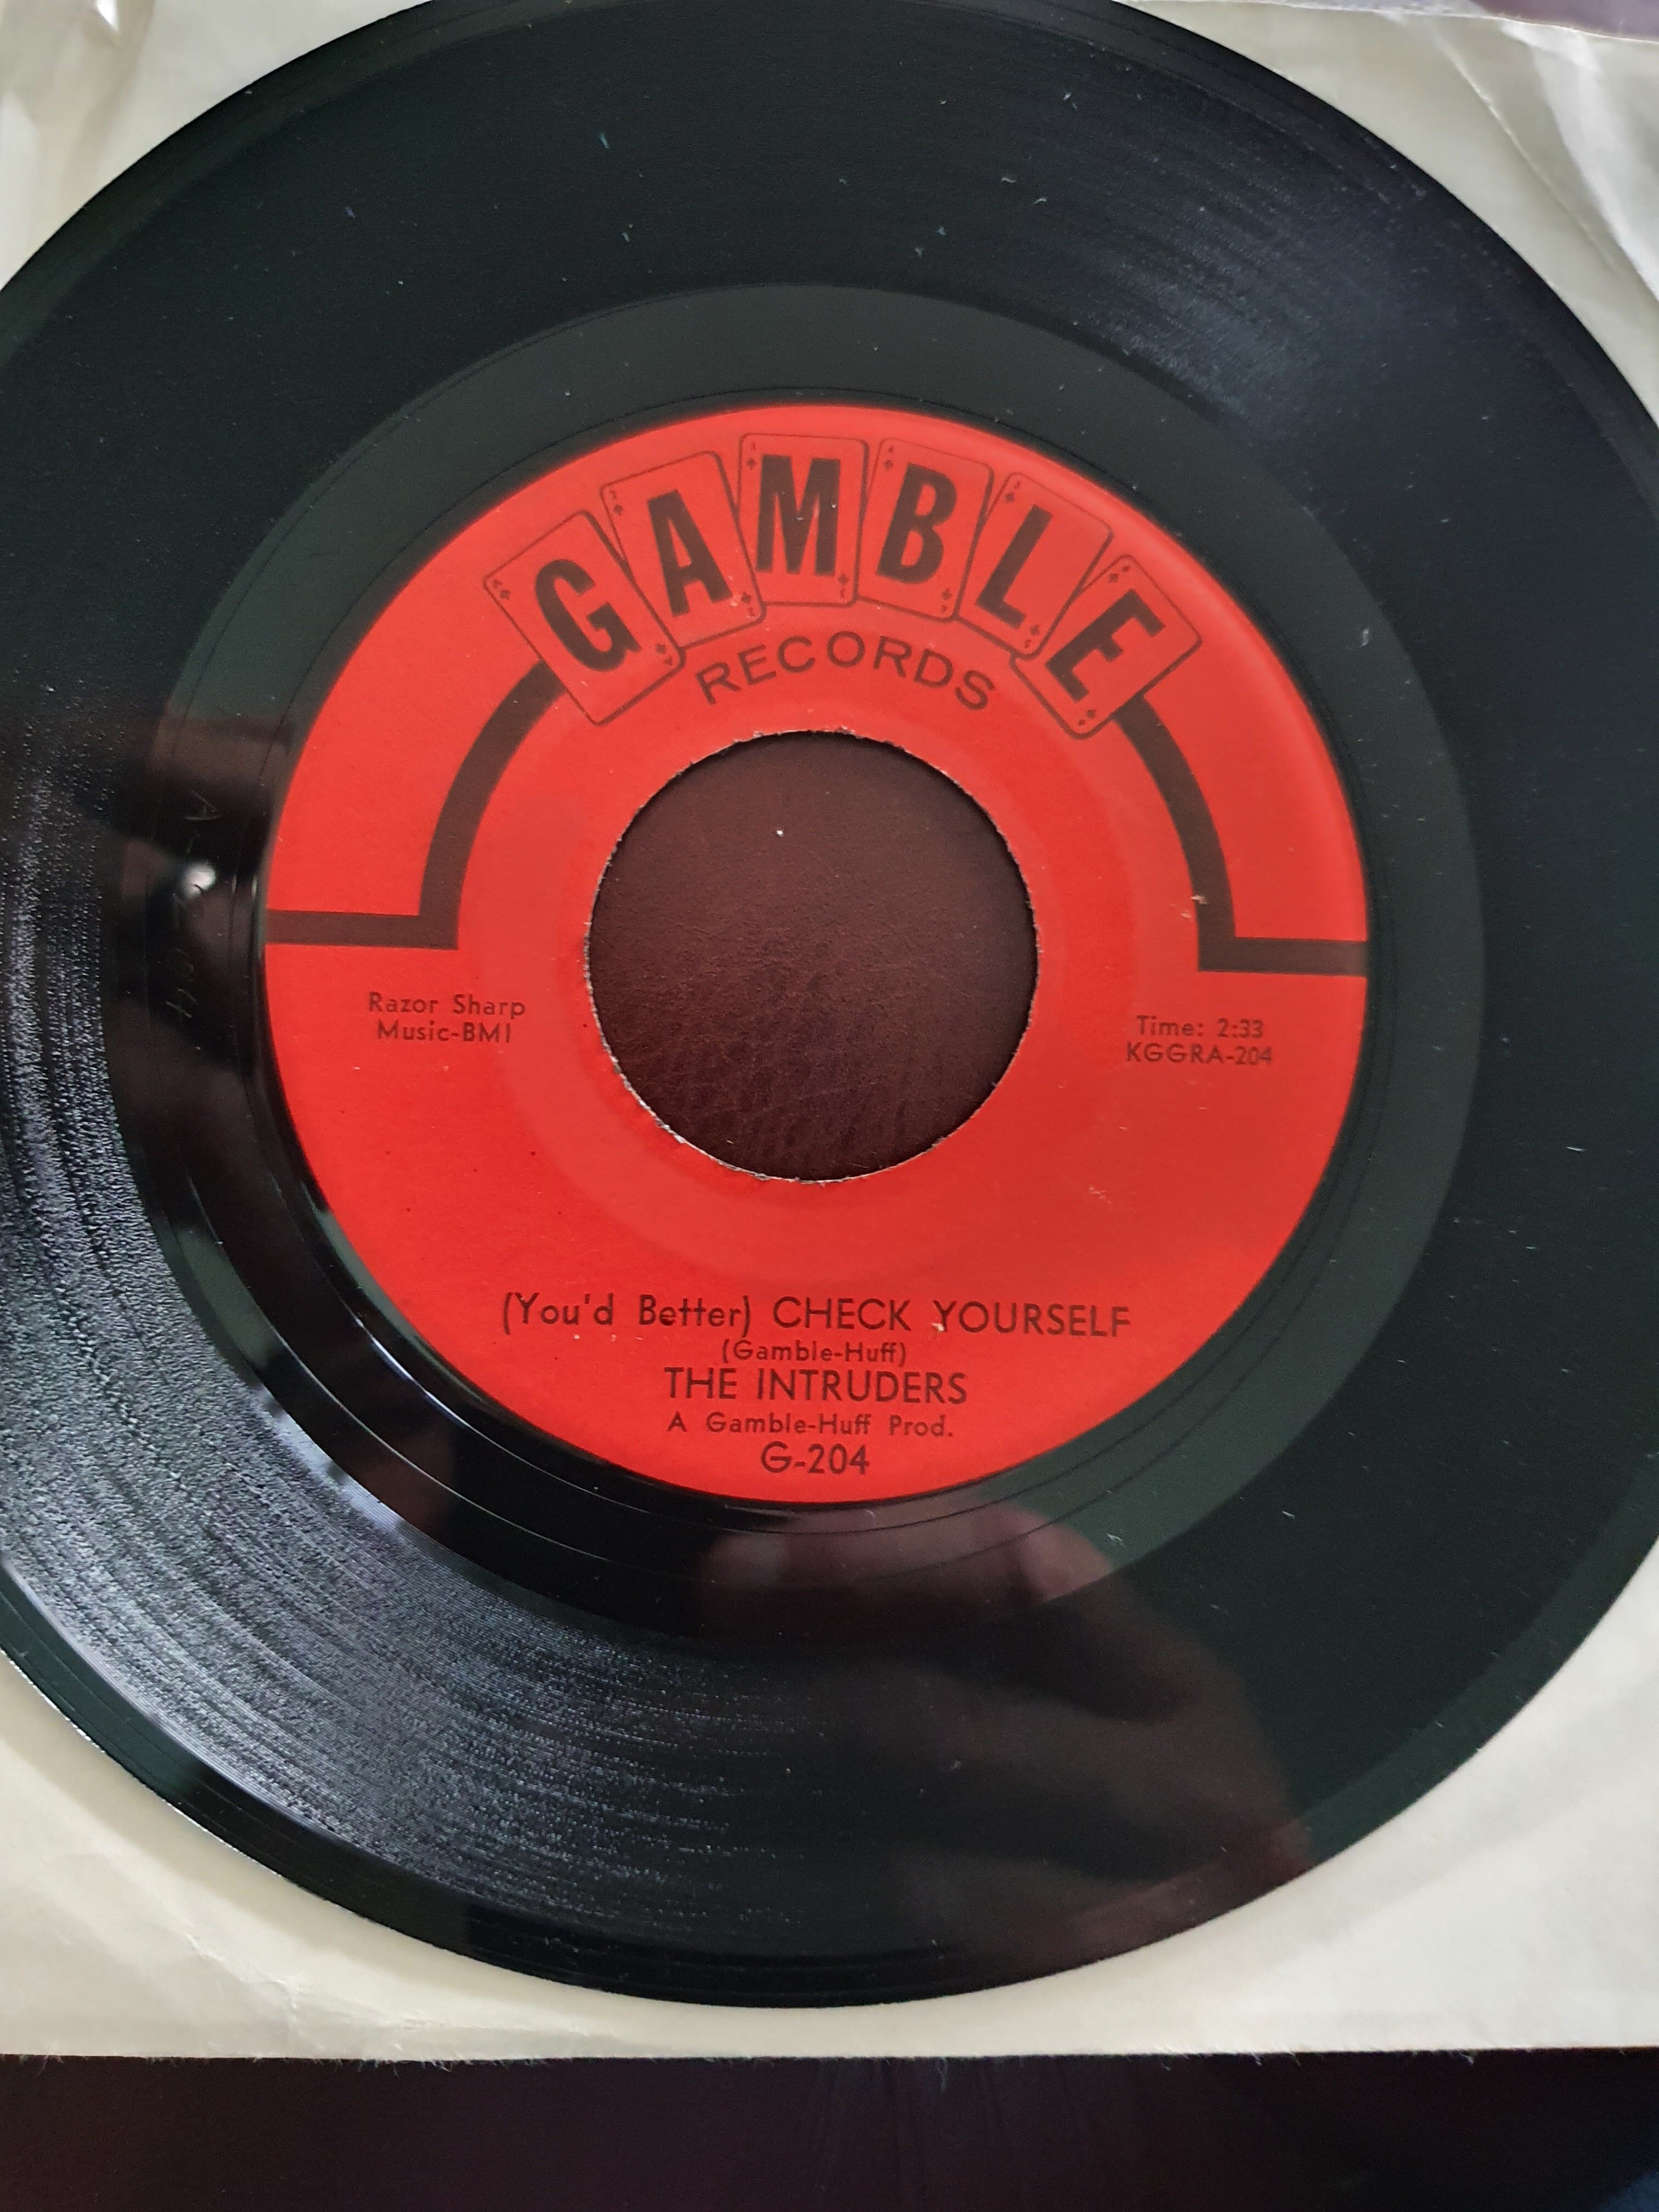 GAMBLE
RECORDS
Razor Sharp
Music-BMI
Time: 2:33
KGGRA-204
(You'd Better) CHECK YOURSELF
(Gamble-Huff)
THE INTRUDERS
A Gamble-Huff Prod.
G-204